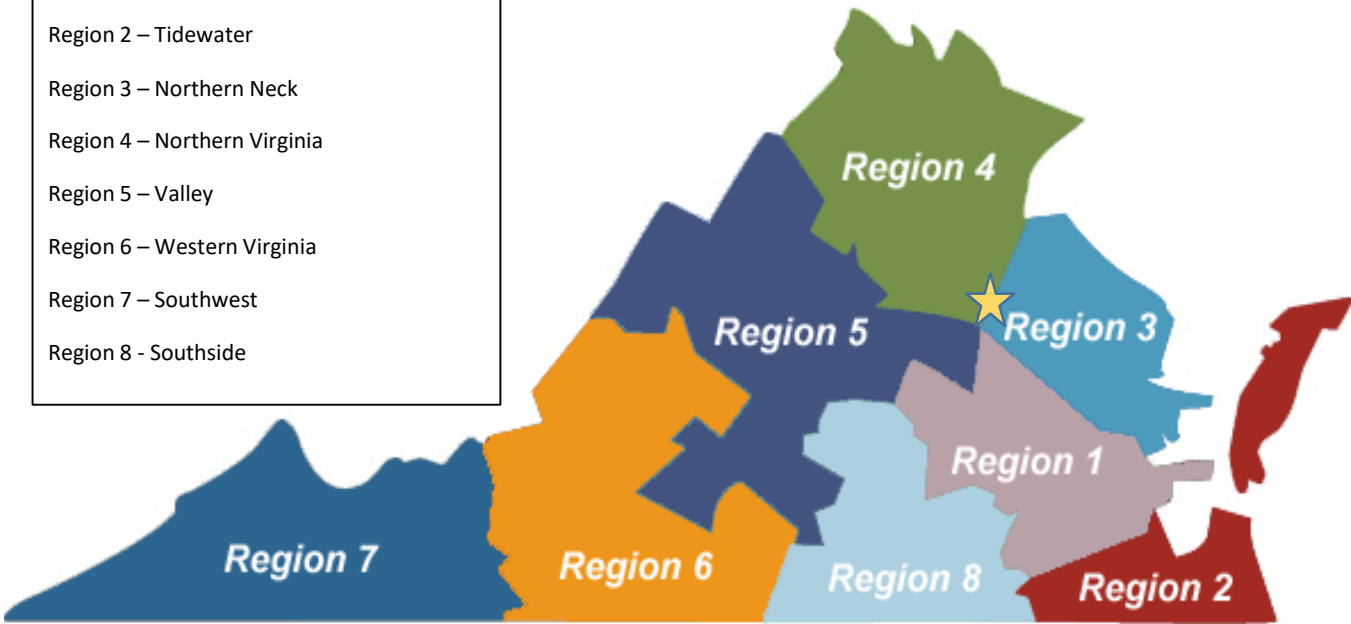 Region 2 – Tidewater
Region 3 – Northern Neck
Region 4 – Northern Virginia
Region 5 – Valley
Region 6 – Western Virginia
Region 7 – Southwest
Region 8 - Southside
Region 4
Region 5
Region 3
Region 1
Region 7
Region 6
Region 8
Region 2